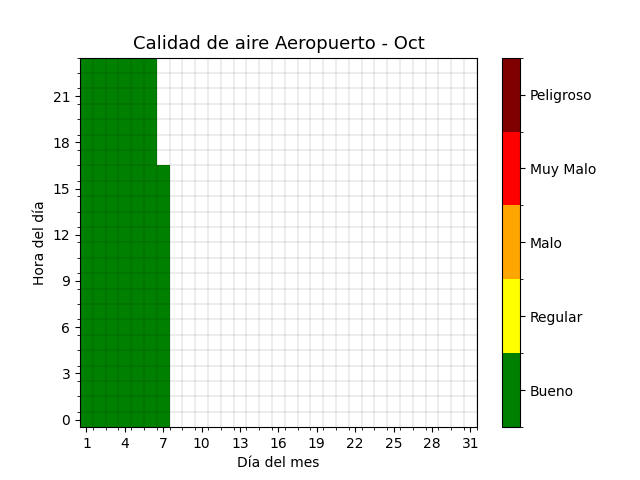 Calidad de aire Aeropuerto - Oct
Hora del día
21
18
15
12
9
6
3
0
1 4 7 10 13 16 19 22 25 28 31
Día del mes
Peligroso
Muy Malo
Malo
Regular
Bueno